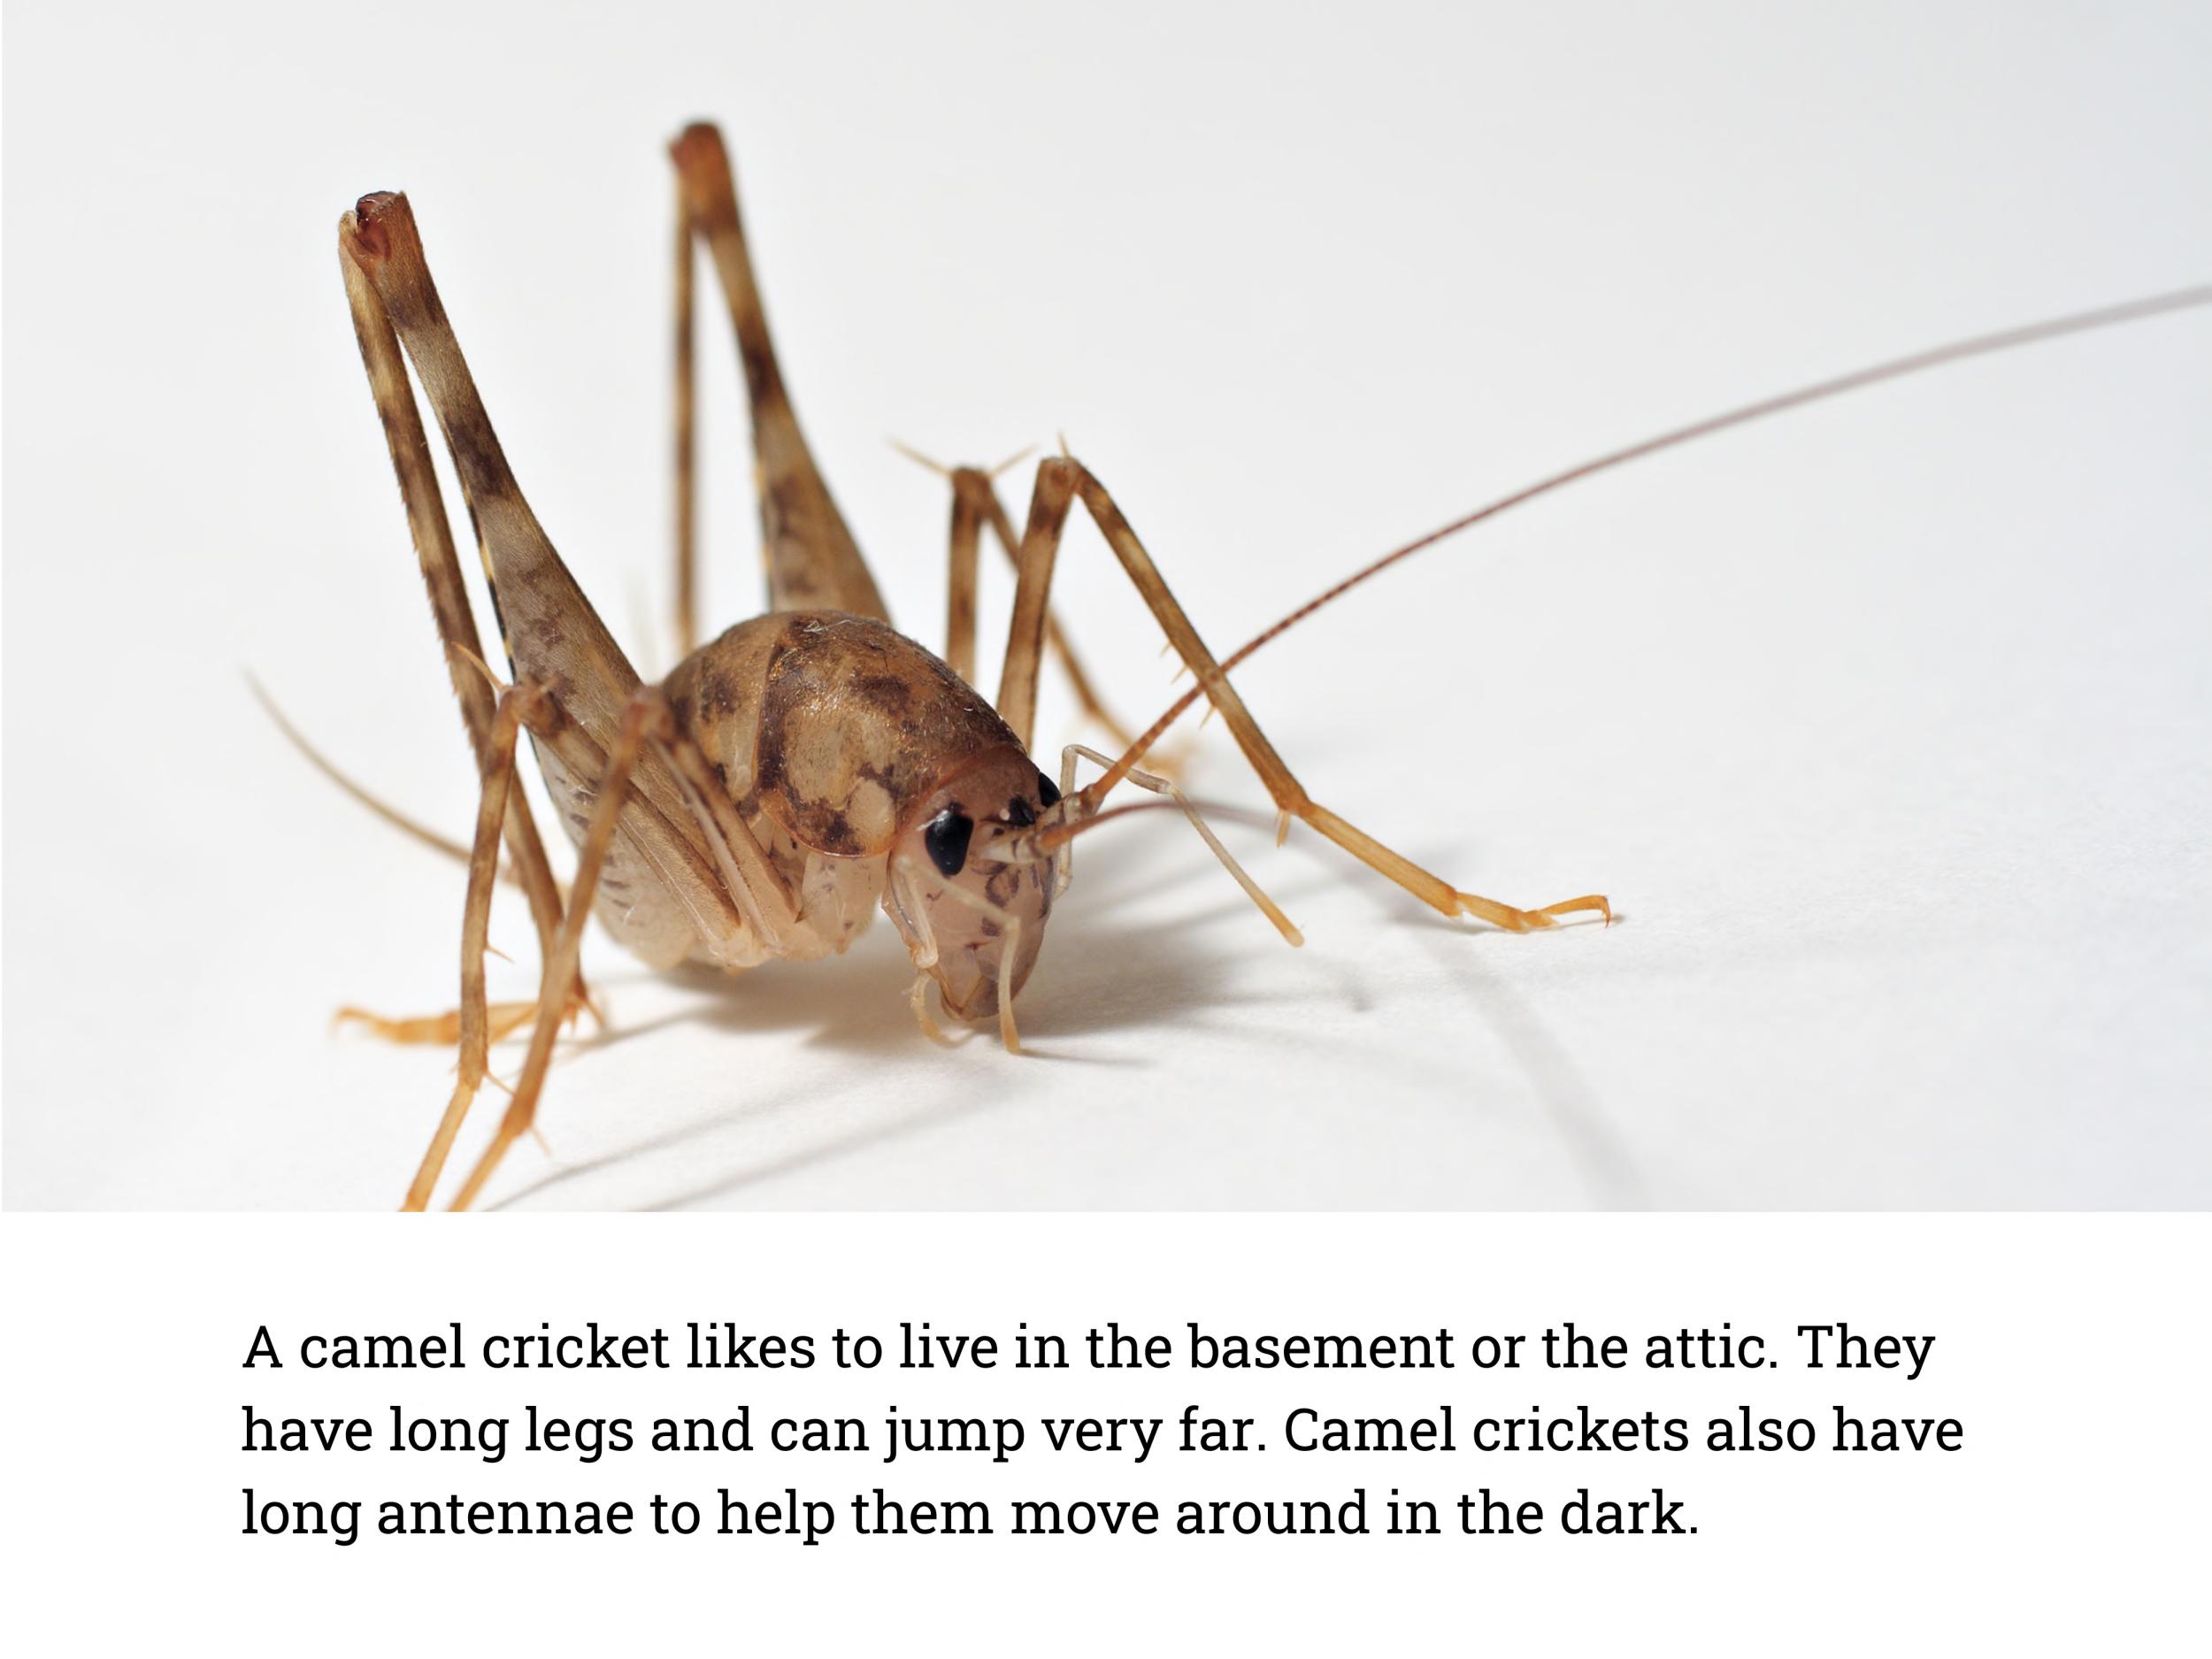 A camel cricket likes to live in the basement or the attic. They
have long legs and can jump very far. Camel crickets also have
long antennae to help them move around in the dark.